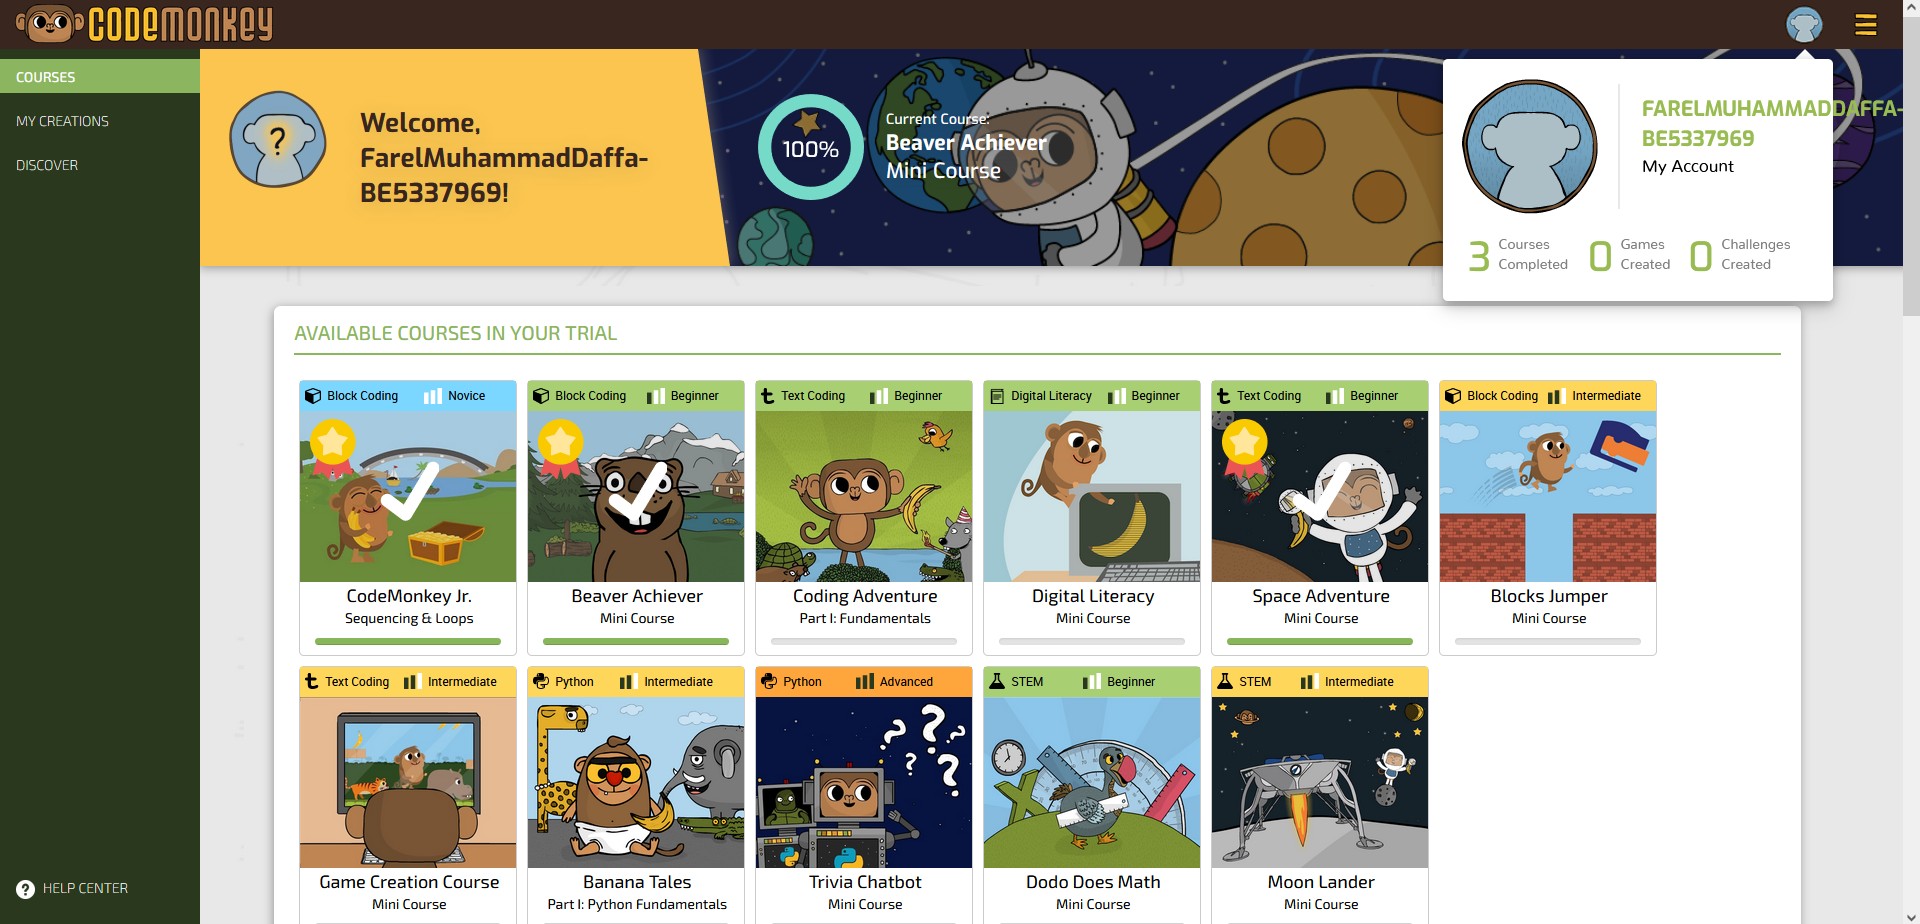 CODEMONKEY
COURSES
MY CREATIONS
DISCOVER
HELP CENTER
?
Welcome,
FarelMuhammadDaffa-
BE5337969!
100%
Current Course:
Beaver Achiever
Mini Course
FARELMUHAMMADDAFFA-
BE5337969
My Account
3 Courses Completed
0 Games Created
0 Challenges Created
AVAILABLE COURSES IN YOUR TRIAL
Block Coding Novice
CodeMonkey Jr.
Sequencing & Loops
Block Coding Beginner
Beaver Achiever
Mini Course
Text Coding Beginner
Coding Adventure
Part I: Fundamentals
Digital Literacy Beginner
Digital Literacy
Mini Course
Text Coding Beginner
Space Adventure
Mini Course
Block Coding Intermediate
Blocks Jumper
Mini Course
Text Coding Intermediate
Game Creation Course
Mini Course
Python Intermediate
Banana Tales
Part I: Python Fundamentals
Python Advanced
? ? ? ? ?
Trivia Chatbot
Mini Course
STEM Beginner
Dodo Does Math
Mini Course
STEM Intermediate
Moon Lander
Mini Course